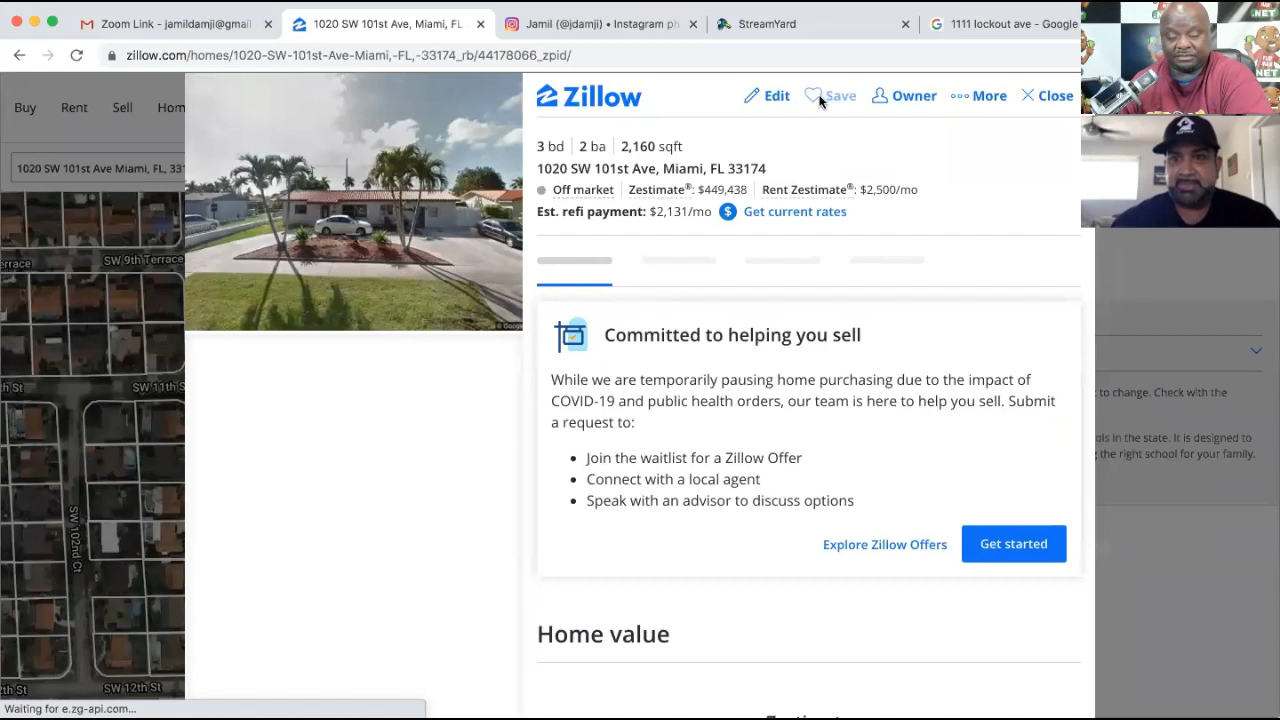 Zoom Link - jamildamji@gmail
1020 SW 101st Ave, Miami, FL
Jamil (@jdamji) • Instagram ph
StreamYard
1111 lockout ave - Google
zillow.com/homes/1020-SW-101st-Ave-Miami,-FL,-33174_rb/44178066_zpid/
Buy Rent Sell Hom
1020 SW 101st Ave Miami, FL 331
Zillow
Edit Save Owner More Close
3 bd 2 ba 2,160 sqft
1020 SW 101st Ave, Miami, FL 33174
Off market Zestimate®: $449,438 Rent Zestimate®: $2,500/mo
Est. refi payment: $2,131/mo $ Get current rates
Committed to helping you sell
While we are temporarily pausing home purchasing due to the impact of
COVID-19 and public health orders, our team is here to help you sell. Submit
a request to:
• Join the waitlist for a Zillow Offer
• Connect with a local agent
• Speak with an advisor to discuss options
Explore Zillow Offers Get started
Home value
errace SW 9th Terrace
th St SW 11th S
SW 102nd Ct
th St SW 12th St
to change. Check with the
ols in the state. It is designed to
g the right school for your family.
Waiting for e.zg-api.com...
.NET
.NET